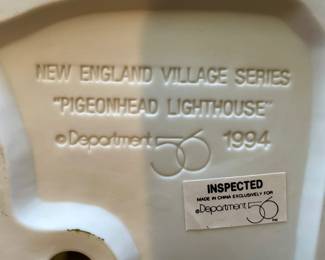 NEW ENGLAND VILLAGE SERIES
"PIGEONHEAD LIGHTHOUSE"
©Department 56 1994
INSPECTED
MADE IN CHINA EXCLUSIVELY FOR
©Department 56